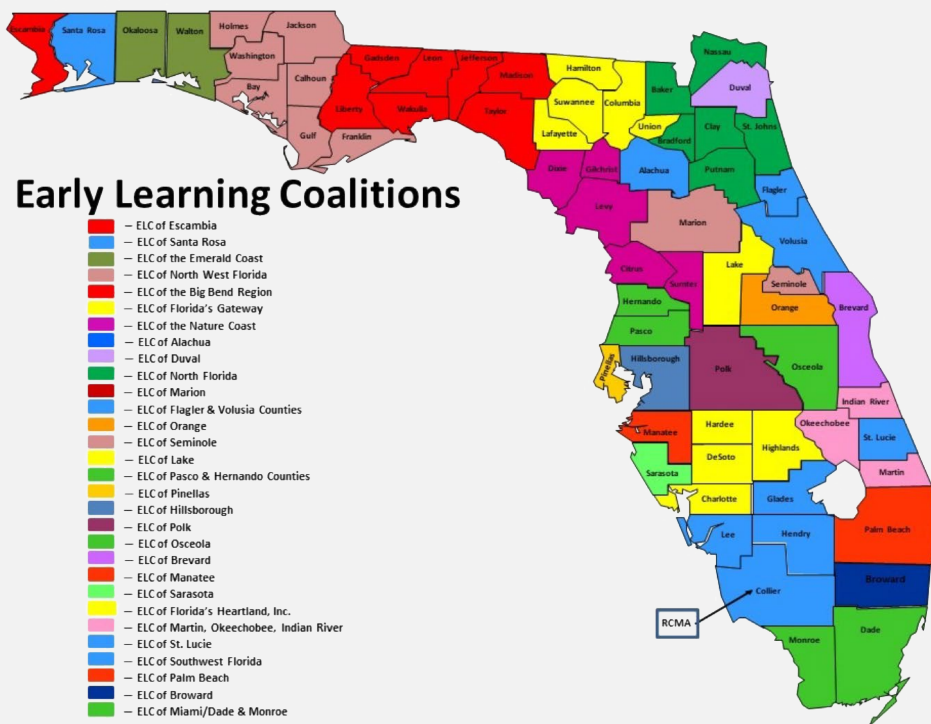 Escambia
Santa Rosa
Okaloosa
Walton
Holmes
Jackson
Washington
Bay
Calhoun
Gulf
Franklin
Gadsden
Leon
Jefferson
Madison
Liberty
Wakulla
Taylor
Hamilton
Suwannee
Columbia
Lafayette
Union
Baker
Nassau
Duval
Bradford
Clay
St. Johns
Putnam
Dixie
Gilchrist
Alachua
Levy
Marion
Flagler
Volusia
Citrus
Sumter
Lake
Seminole
Orange
Brevard
Hernando
Pasco
Pinellas
Hillsborough
Polk
Osceola
Indian River
Manatee
Hardee
Okeechobee
Highlands
St. Lucie
Sarasota
DeSoto
Martin
Charlotte
Glades
Lee
Hendry
Palm Beach
Collier
Broward
RCMA
Monroe
Dade
Early Learning Coalitions
– ELC of Escambia
– ELC of Santa Rosa
– ELC of the Emerald Coast
– ELC of North West Florida
– ELC of the Big Bend Region
– ELC of Florida's Gateway
– ELC of the Nature Coast
– ELC of Alachua
– ELC of Duval
– ELC of North Florida
– ELC of Marion
– ELC of Flagler & Volusia Counties
– ELC of Orange
– ELC of Seminole
– ELC of Lake
– ELC of Pasco & Hernando Counties
– ELC of Pinellas
– ELC of Hillsborough
– ELC of Polk
– ELC of Osceola
– ELC of Brevard
– ELC of Manatee
– ELC of Sarasota
– ELC of Florida's Heartland, Inc.
– ELC of Martin, Okeechobee, Indian River
– ELC of St. Lucie
– ELC of Southwest Florida
– ELC of Palm Beach
– ELC of Broward
– ELC of Miami/Dade & Monroe